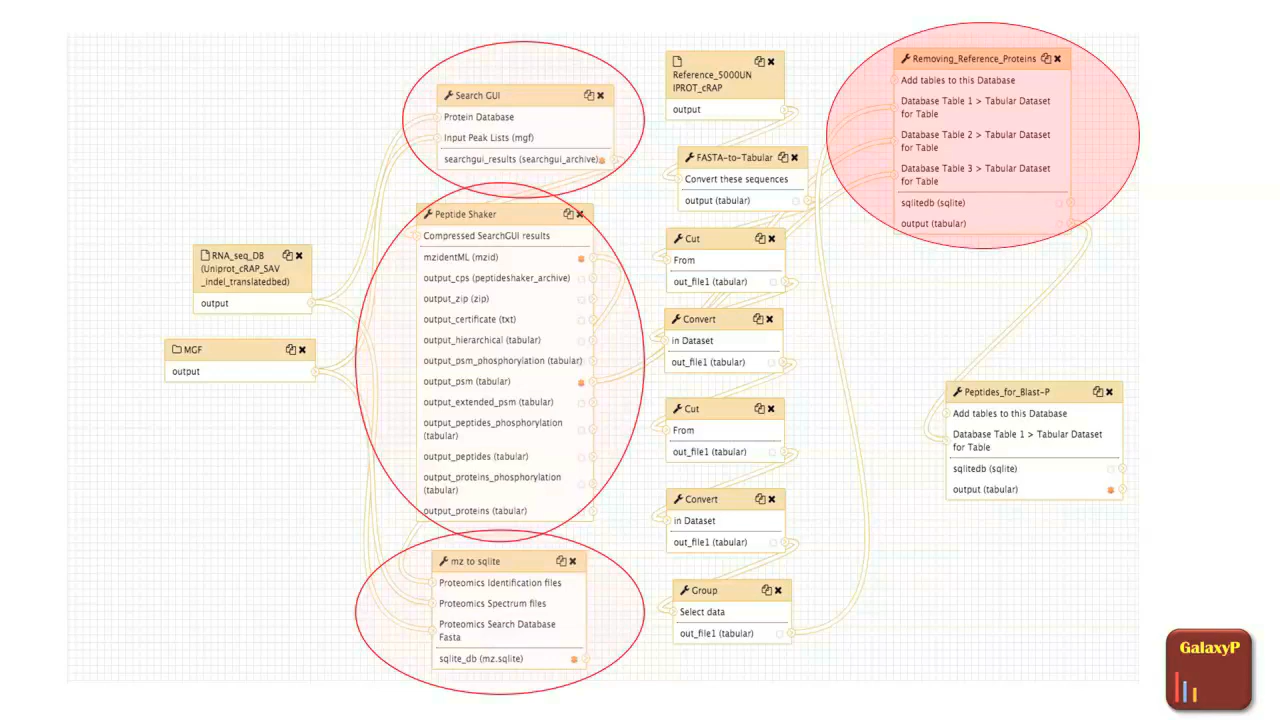 Search GUI
Protein Database
Input Peak Lists (mgf)
searchgui_results (searchgui_archive)
Peptide Shaker
Compressed SearchGUI results
mzidentML (mzid)
output_cps (peptideshaker_archive)
output_zip (zip)
output_certificate (txt)
output_hierarchical (tabular)
output_psm_phosphorylation (tabular)
output_psm (tabular)
output_extended_psm (tabular)
output_peptides_phosphorylation
(tabular)
output_peptides (tabular)
output_proteins_phosphorylation
(tabular)
output_proteins (tabular)
RNA_seq_DB
(Uniprot_cRAP_SAV
_indel_translatedbed)
output
MGF
output
mz to sqlite
Proteomics Identification files
Proteomics Spectrum files
Proteomics Search Database
Fasta
sqlite_db (mz.sqlite)
Reference_5000UN
IPROT_cRAP
output
FASTA-to-Tabular
Convert these sequences
output (tabular)
Cut
From
out_file1 (tabular)
Convert
in Dataset
out_file1 (tabular)
Cut
From
out_file1 (tabular)
Convert
in Dataset
out_file1 (tabular)
Group
Select data
out_file1 (tabular)
Removing_Reference_Proteins
Add tables to this Database
Database Table 1 > Tabular Dataset
for Table
Database Table 2 > Tabular Dataset
for Table
Database Table 3 > Tabular Dataset
for Table
sqlitedb (sqlite)
output (tabular)
Peptides_for_Blast-P
Add tables to this Database
Database Table 1 > Tabular Dataset
for Table
sqlitedb (sqlite)
output (tabular)
GalaxyP